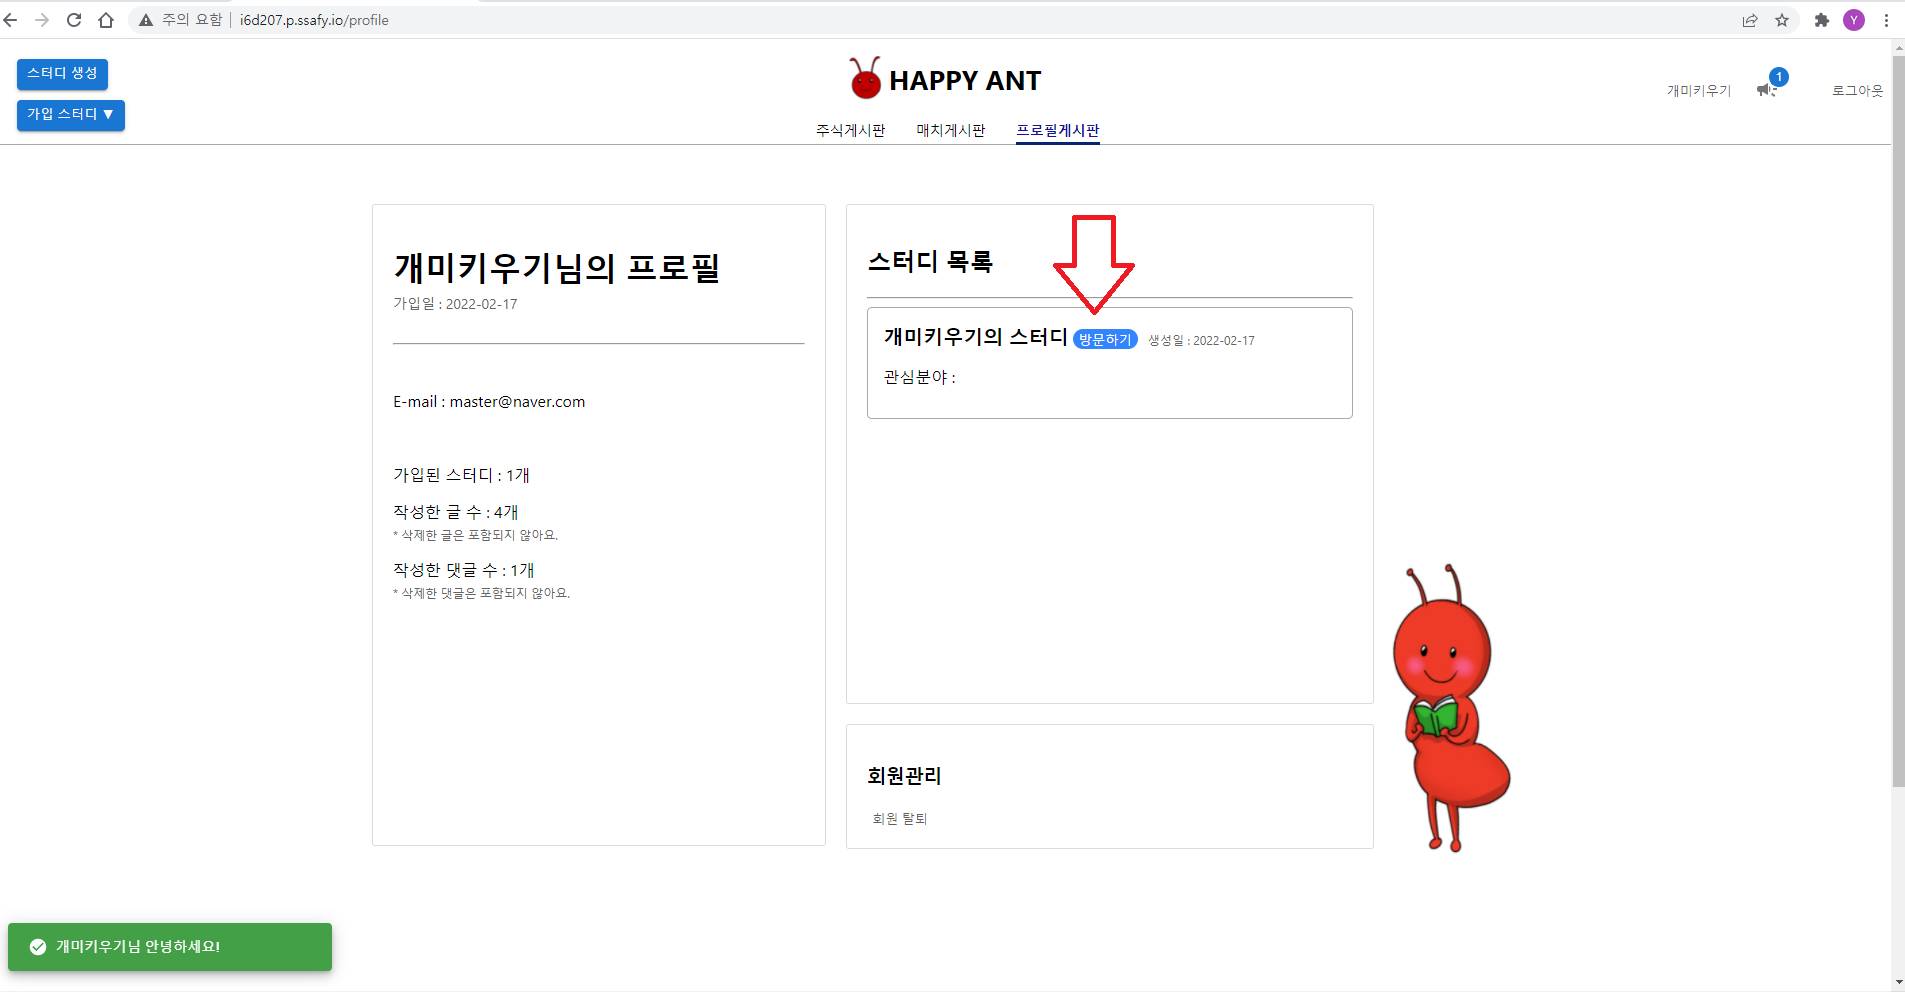 주의 요함 | i6d207.p.ssafy.io/profile
Y
스터디 생성
가입 스터디 ▼
HAPPY ANT
개미키우기
1
로그아웃
주식게시판 매치게시판 프로필게시판
개미키우기님의 프로필
가입일 : 2022-02-17
E-mail : master@naver.com
가입된 스터디 : 1개
작성한 글 수 : 4개
* 삭제한 글은 포함되지 않아요.
작성한 댓글 수 : 1개
* 삭제한 댓글은 포함되지 않아요.
스터디 목록
개미키우기의 스터디 방문하기 생성일 : 2022-02-17
관심분야 :
회원관리
회원 탈퇴
개미키우기님 안녕하세요!